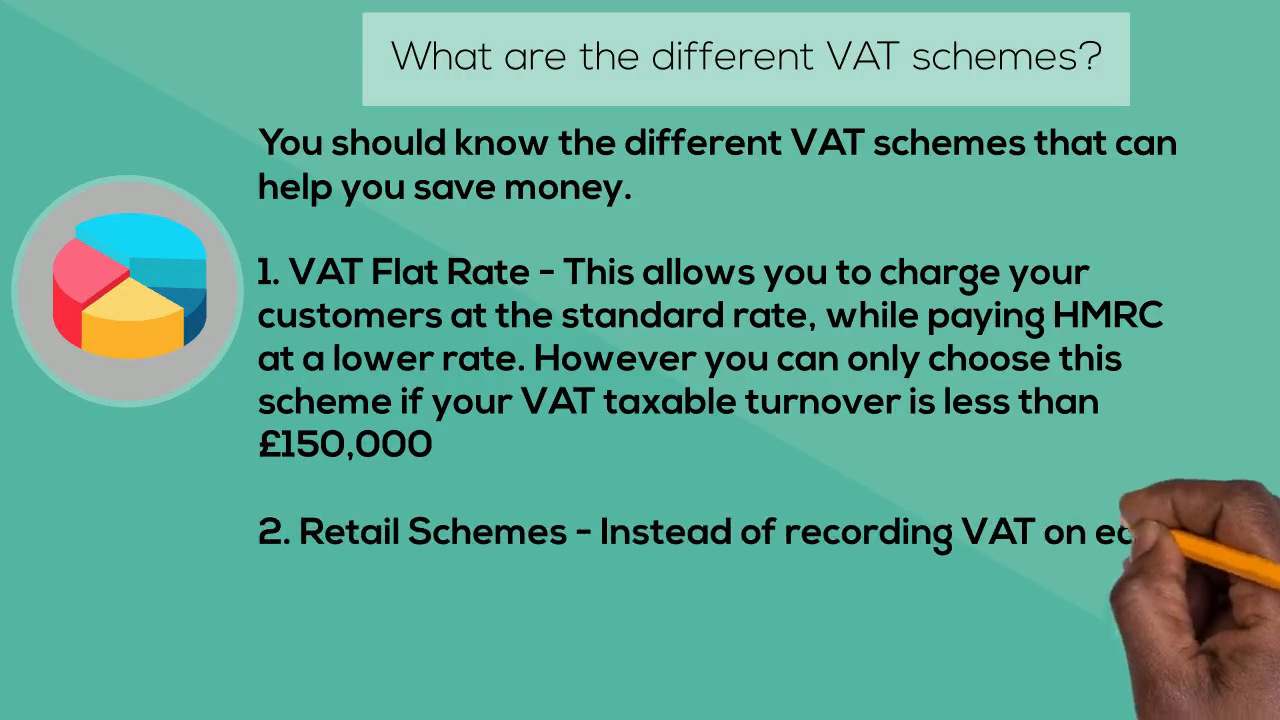 What are the different VAT schemes?
You should know the different VAT schemes that can
help you save money.
1. VAT Flat Rate - This allows you to charge your
customers at the standard rate, while paying HMRC
at a lower rate. However you can only choose this
scheme if your VAT taxable turnover is less than
£150,000
2. Retail Schemes - Instead of recording VAT on